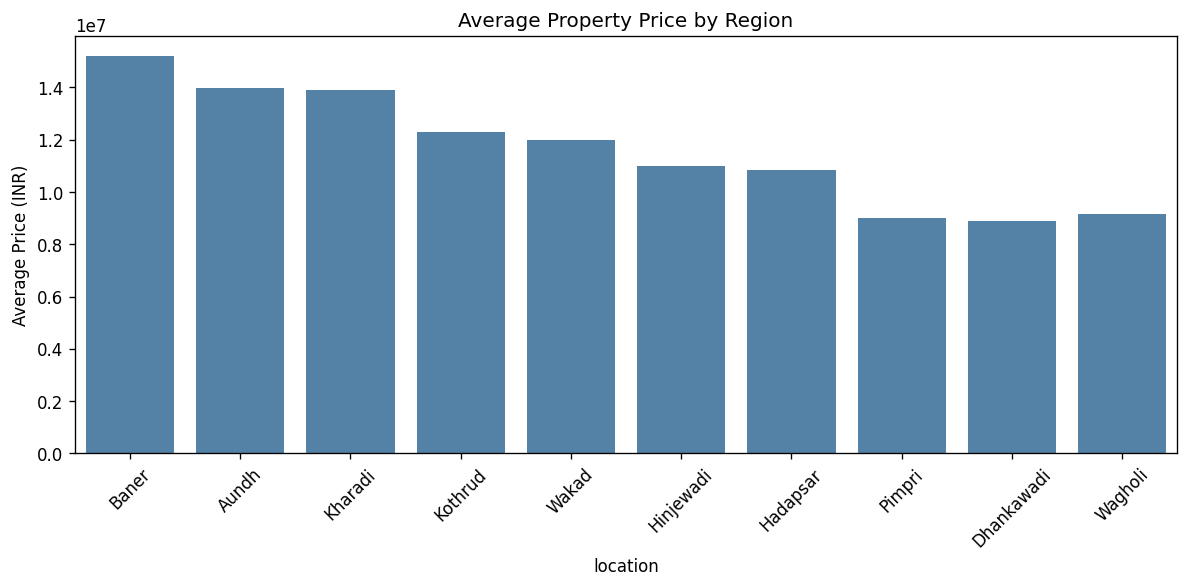 Average Property Price by Region
1e7
Average Price (INR)
1.4
1.2
1.0
0.8
0.6
0.4
0.2
0.0
Baner
Aundh
Kharadi
Kothrud
Wakad
Hinjewadi
Hadapsar
Pimpri
Dhankawadi
Wagholi
location